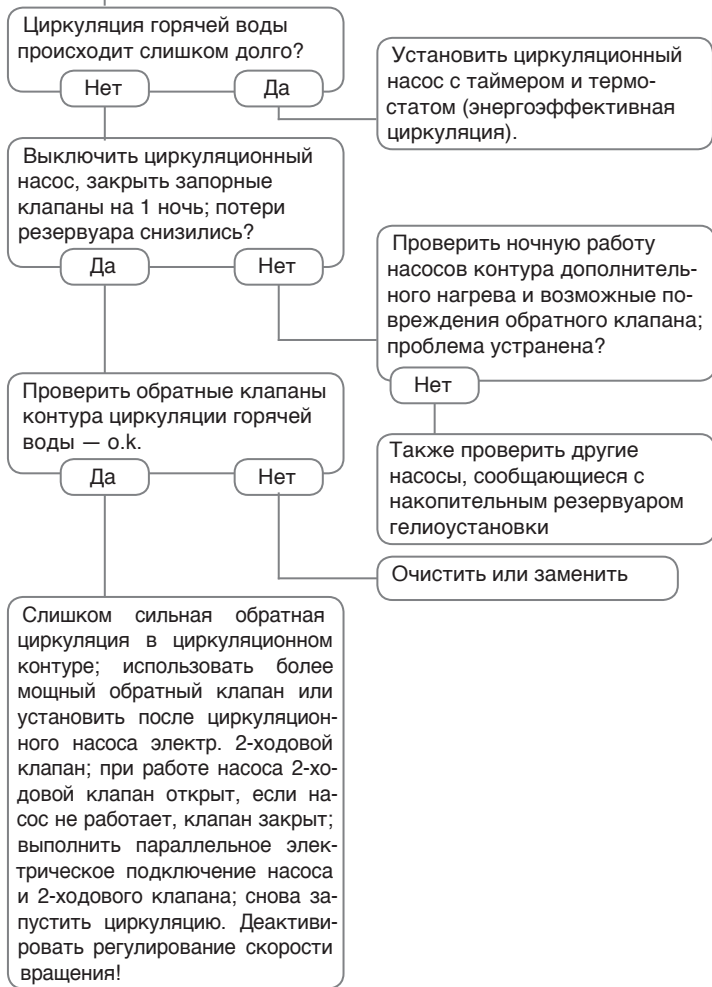 Циркуляция горячей воды
происходит слишком долго?
Нет
Да
Установить циркуляционный
насос с таймером и термо-
статом (энергоэффективная
циркуляция).
Выключить циркуляционный
насос, закрыть запорные
клапаны на 1 ночь; потери
резервуара снизились?
Да
Нет
Проверить ночную работу
насосов контура дополнитель-
ного нагрева и возможные по-
вреждения обратного клапана;
проблема устранена?
Нет
Также проверить другие
насосы, сообщающиеся с
накопительным резервуаром
гелиоустановки
Проверить обратные клапаны
контура циркуляции горячей
воды — o.k.
Да
Нет
Очистить или заменить
Слишком сильная обратная
циркуляция в циркуляционном
контуре; использовать более
мощный обратный клапан или
установить после циркуляцион-
ного насоса электр. 2-ходовой
клапан; при работе насоса 2-хо-
довой клапан открыт, если на-
сос не работает, клапан закрыт;
выполнить параллельное элек-
трическое подключение насоса
и 2-ходового клапана; снова за-
пустить циркуляцию. Деактиви-
ровать регулирование скорости
вращения!